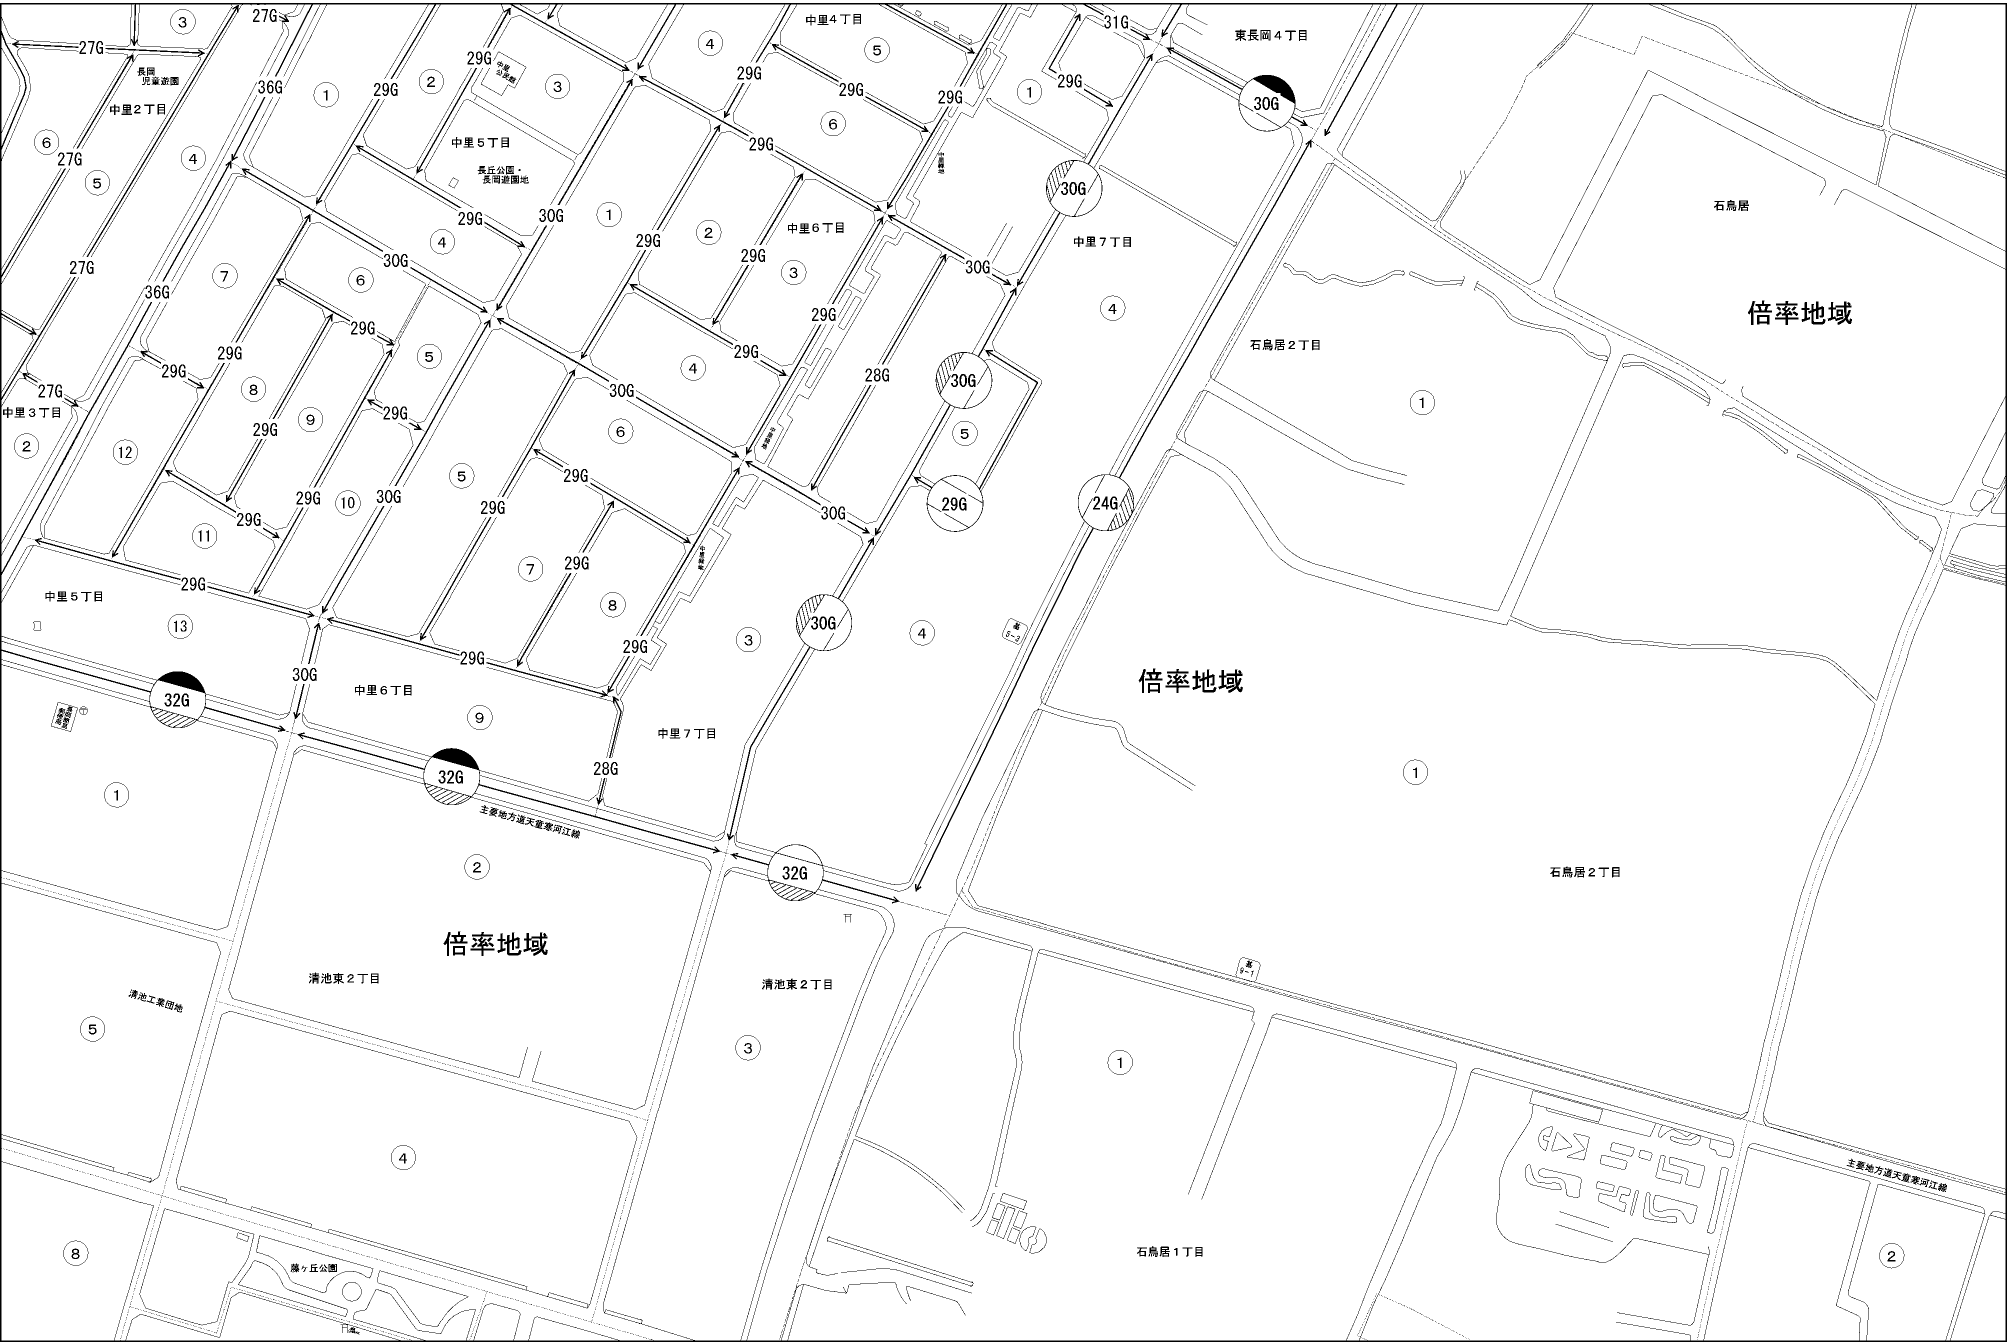 27G
③
中里４丁目
31G
東長岡４丁目
27G
長岡
児童遊園
④
⑤
29G
中里
公民館
29G
29G
36G
①
29G
②
③
29G
29G
29G
①
30G
中里２丁目
⑥
⑥
27G
④
⑤
中里５丁目
29G
長丘公園・
長岡遊園地
中里緑地
30G
石鳥居
29G
30G
①
②
中里６丁目
中里７丁目
④
29G
29G
30G
27G
⑦
⑥
③
30G
36G
④
倍率地域
29G
29G
29G
⑤
29G
石鳥居２丁目
29G
④
28G
30G
27G
⑧
30G
①
中里３丁目
⑨
29G
29G
⑥
⑤
②
⑫
⑤
29G
29G
⑩
30G
29G
29G
24G
29G
30G
⑪
⑦
29G
29G
中里５丁目
⑧
30G
⑬
③
④
基
29G
29G
30G
倍率地域
中里６丁目
32G
⑨
中里７丁目
28G
①
32G
①
主要地方道天童寒河江線
②
32G
石鳥居２丁目
倍率地域
基
9-1
清池東２丁目
清池東２丁目
清池工業団地
⑤
③
①
④
主要地方道天童寒河江線
石鳥居１丁目
⑧
②
藤ヶ丘公園